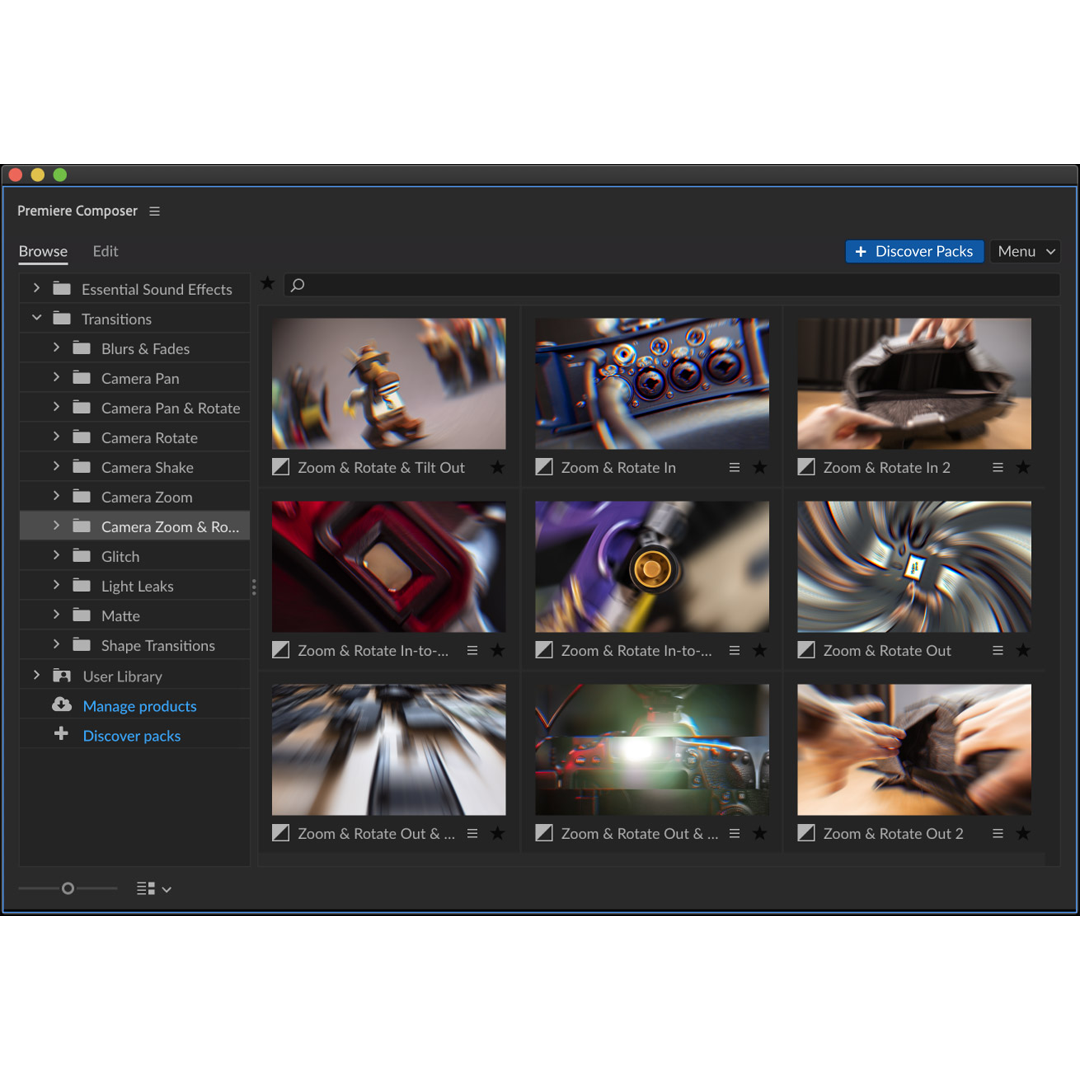 Premiere Composer
Browse
Edit
+ Discover Packs
Menu
Essential Sound Effects
Transitions
Blurs & Fades
Camera Pan
Camera Pan & Rotate
Camera Rotate
Camera Shake
Camera Zoom
Camera Zoom & Ro...
Glitch
Light Leaks
Matte
Shape Transitions
User Library
Manage products
Discover packs
Zoom & Rotate & Tilt Out
Zoom & Rotate In
Zoom & Rotate In 2
Zoom & Rotate In-to-...
Zoom & Rotate In-to-...
Zoom & Rotate Out
Zoom & Rotate Out & ...
Zoom & Rotate Out & ...
Zoom & Rotate Out 2